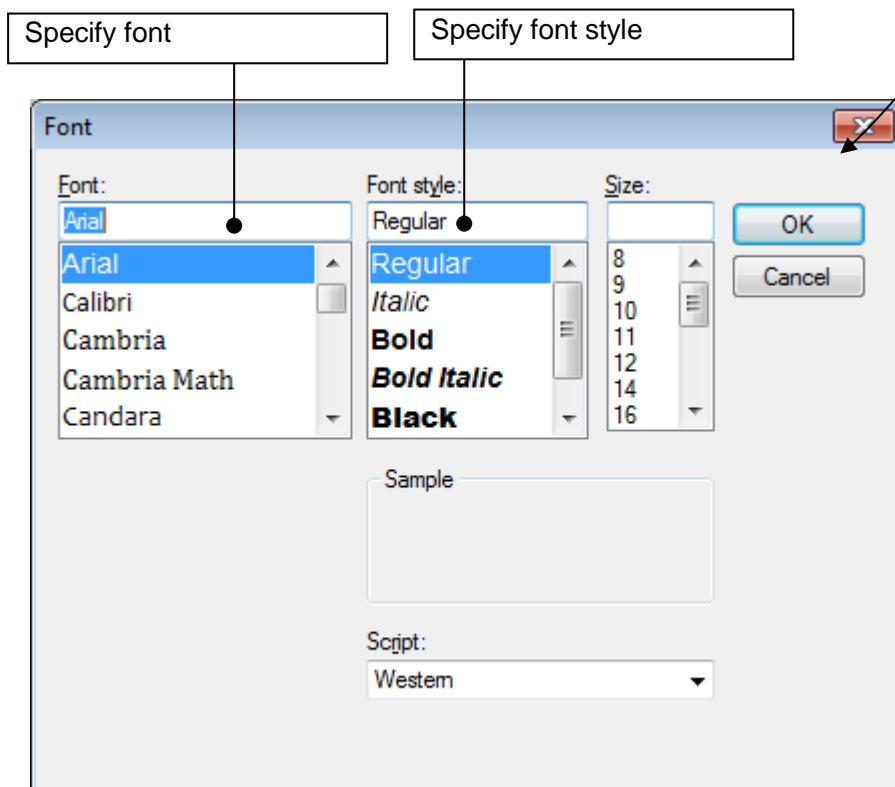 Specify font
Specify font style
Font
Font:
Font style:
Size:
Arial
Regular
OK
Arial
Calibri
Cambria
Cambria Math
Candara
Regular
Italic
Bold
Bold Italic
Black
8
9
10
11
12
14
16
Cancel
Sample
Script:
Western